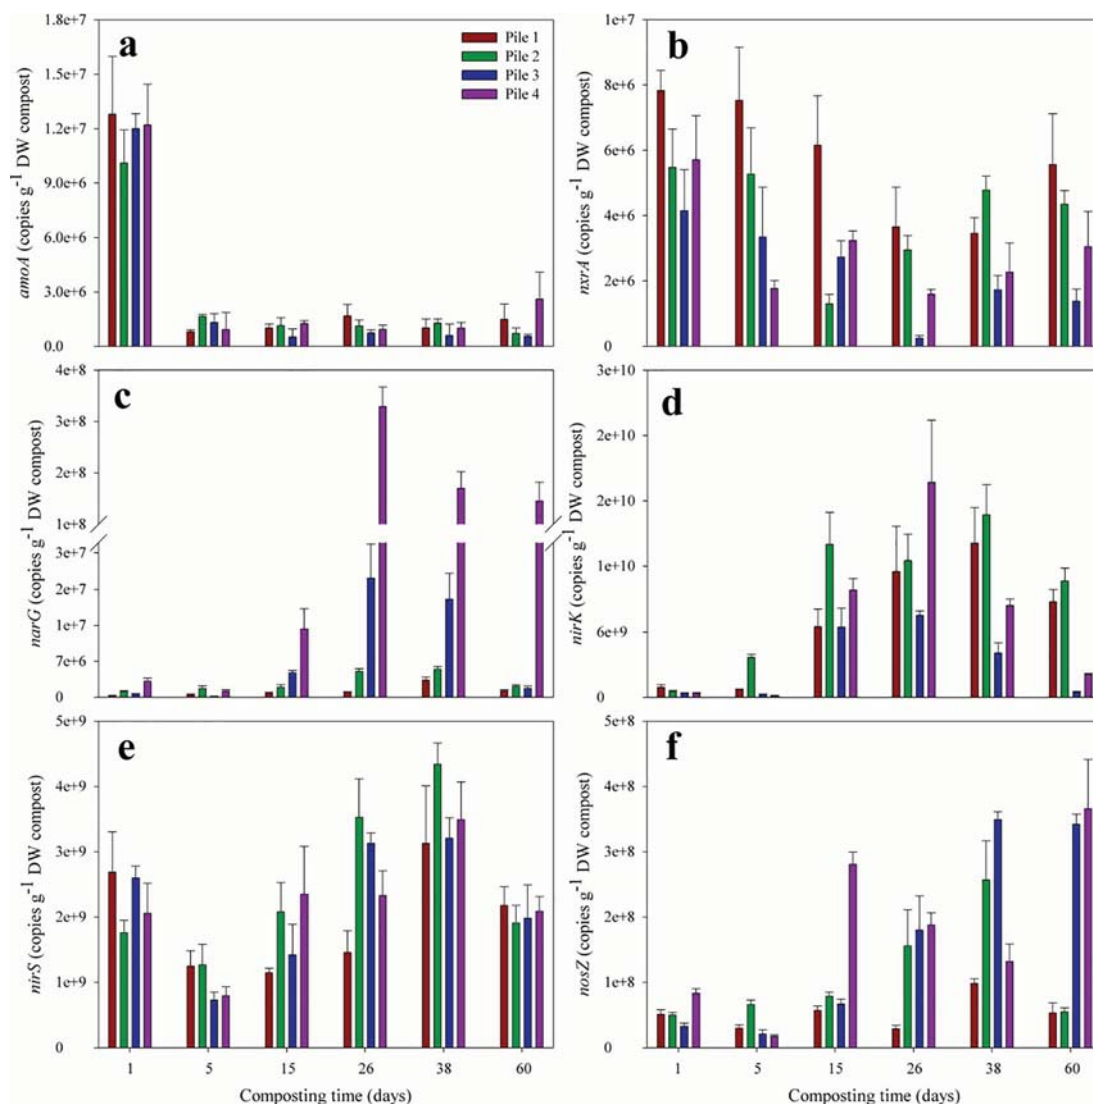 a
Pile 1
Pile 2
Pile 3
Pile 4
1.8e+7
1.5e+7
1.2e+7
9.0e+6
6.0e+6
3.0e+6
0.0
amoA (copies g-1 DW compost)
b
1e+7
8e+6
6e+6
4e+6
2e+6
0
nxrA (copies g-1 DW compost)
c
4e+8
3e+8
2e+8
1e+8
3e+7
2e+7
1e+7
7e+6
0
narG (copies g-1 DW compost)
d
3e+10
2e+10
2e+10
1e+10
6e+9
0
nirK (copies g-1 DW compost)
e
5e+9
4e+9
3e+9
2e+9
1e+9
0
nirS (copies g-1 DW compost)
1 5 15 26 38 60
Composting time (days)
f
5e+8
4e+8
3e+8
2e+8
1e+8
0
nosZ (copies g-1 DW compost)
1 5 15 26 38 60
Composting time (days)